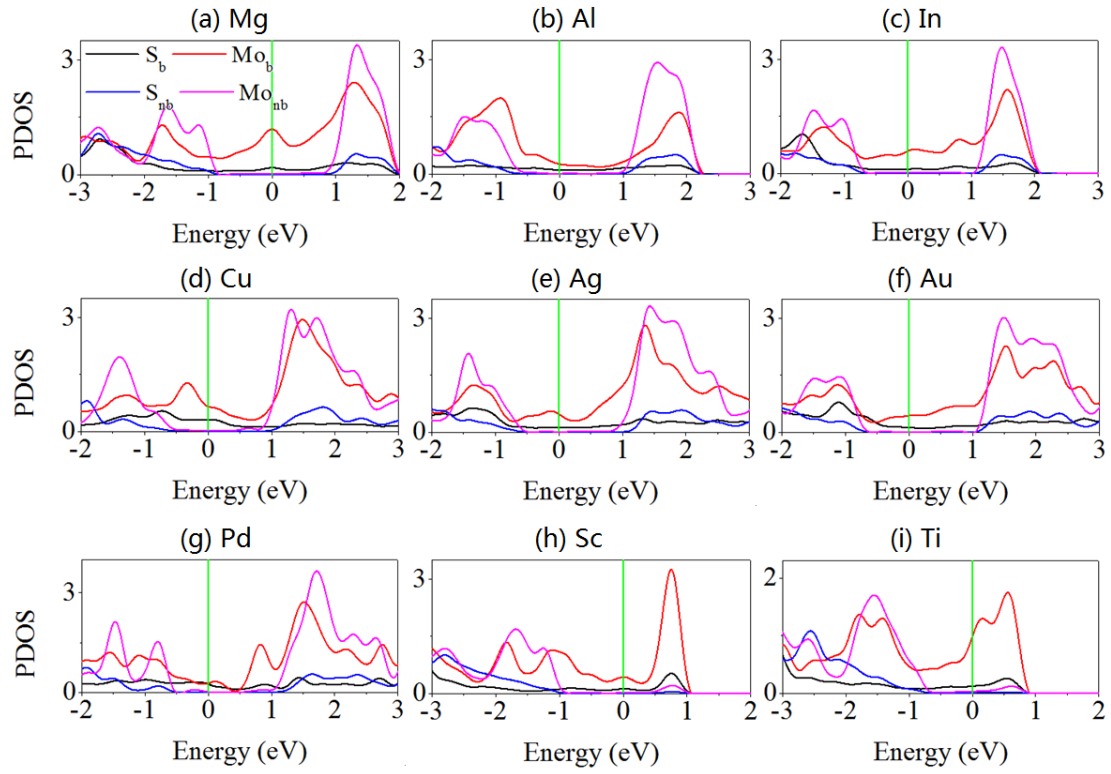 (a) Mg (b) Al (c) In
PDOS
3
0
S_b Mo_b
S_nb Mo_nb
-3 -2 -1 0 1 2
Energy (eV)
3
0
-2 -1 0 1 2 3
Energy (eV)
3
0
-2 -1 0 1 2 3
Energy (eV)
(d) Cu (e) Ag (f) Au
PDOS
3
0
-2 -1 0 1 2 3
Energy (eV)
3
0
-2 -1 0 1 2 3
Energy (eV)
3
0
-2 -1 0 1 2 3
Energy (eV)
(g) Pd (h) Sc (i) Ti
PDOS
3
0
-2 -1 0 1 2 3
Energy (eV)
3
0
-3 -2 -1 0 1 2
Energy (eV)
2
0
-3 -2 -1 0 1 2
Energy (eV)